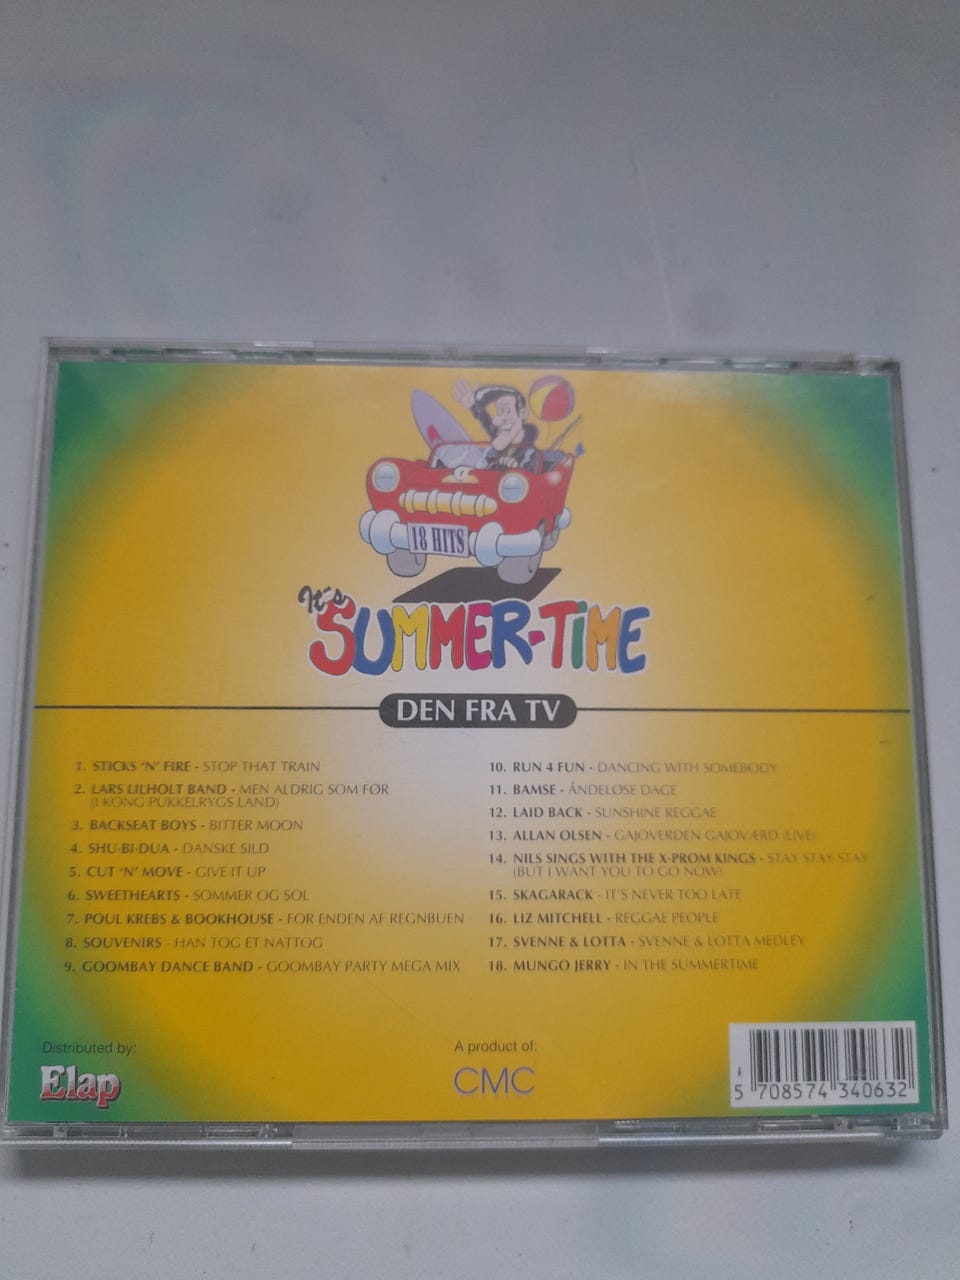 18 HITS
It's
SUMMER-TIME
DEN FRA TV
1. STICKS 'N' FIRE - STOP THAT TRAIN
2. LARS LILHOLT BAND - MEN ALDRIG SOM FØR
(I KONG PUKKELRYGS LAND)
3. BACKSEAT BOYS - BITTER MOON
4. SHU-BI-DUA - DANSKE SILD
5. CUT 'N' MOVE - GIVE IT UP
6. SWEETHEARTS - SOMMER OG SOL
7. POUL KREBS & BOOKHOUSE - FOR ENDEN AF REGNBUEN
8. SOUVENIRS - HAN TOG ET NATTOG
9. GOOMBAY DANCE BAND - GOOMBAY PARTY MEGA MIX
10. RUN 4 FUN - DANCING WITH SOMEBODY
11. BAMSE - ÅNDELØSE DAGE
12. LAID BACK - SUNSHINE REGGAE
13. ALLAN OLSEN - GAJOVERDEN GAJOVÆRD (LIVE)
14. NILS SINGS WITH THE X-PROM KINGS - STAY STAY STAY
(BUT I WANT YOU TO GO NOW)
15. SKAGARACK - IT'S NEVER TOO LATE
16. LIZ MITCHELL - REGGAE PEOPLE
17. SVENNE & LOTTA - SVENNE & LOTTA MEDLEY
18. MUNGO JERRY - IN THE SUMMERTIME
Distributed by:
Elap
A product of:
CMC
5 708574 340632